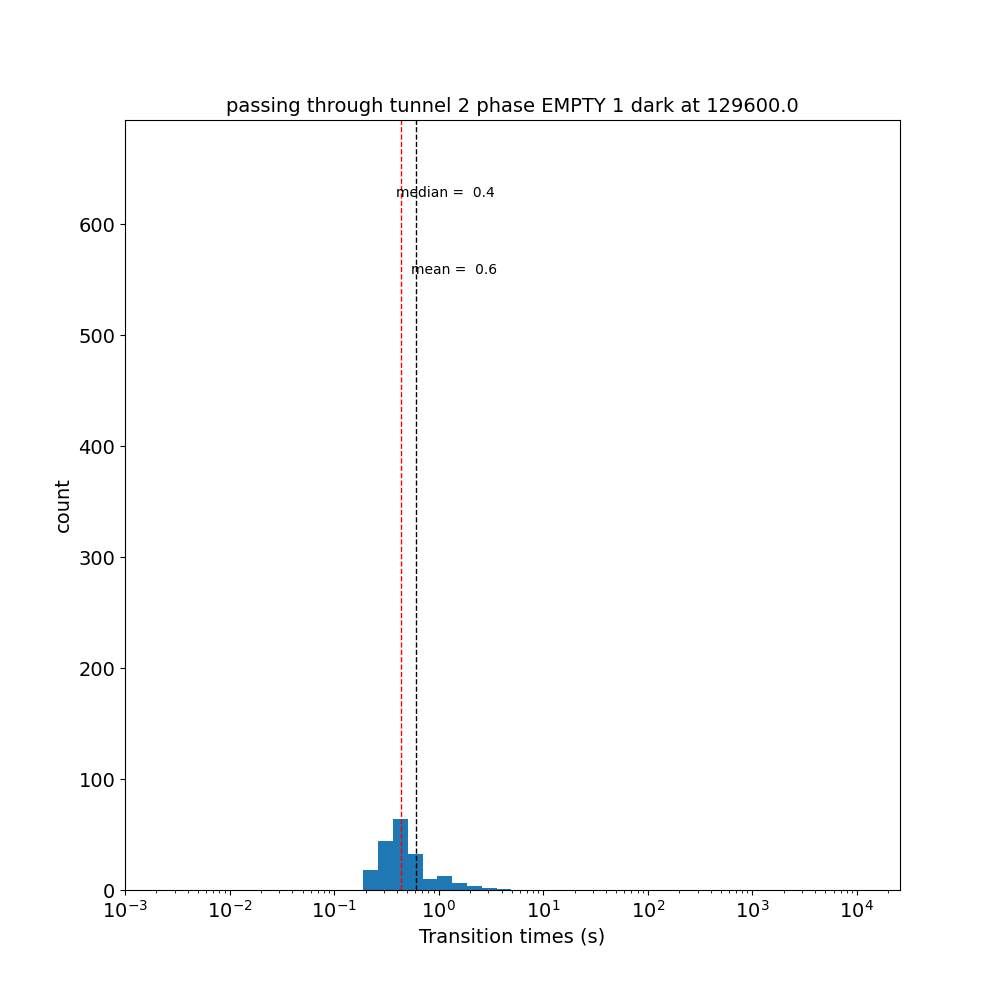 passing through tunnel 2 phase EMPTY 1 dark at 129600.0
median =  0.4
mean =  0.6
600
500
400
300
200
100
0
count
10⁻³ 10⁻² 10⁻¹ 10⁰ 10¹ 10² 10³ 10⁴
Transition times (s)